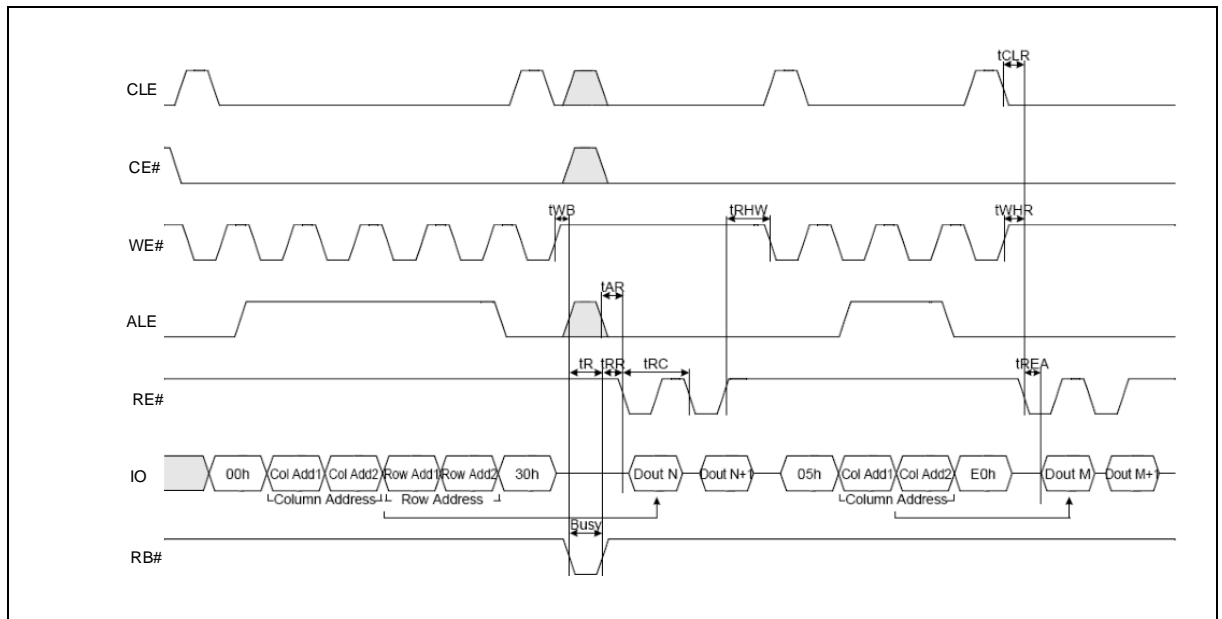 tCLR
CLE
CE#
tWB tRHW tWHR
WE#
tAR
ALE
tR tRR tRC tREA
RE#
IO 00h Col Add1 Col Add2 Row Add1 Row Add2 30h Dout N Dout N+1 05h Col Add1 Col Add2 E0h Dout M Dout M+1
Column Address Row Address Column Address
Busy
RB#